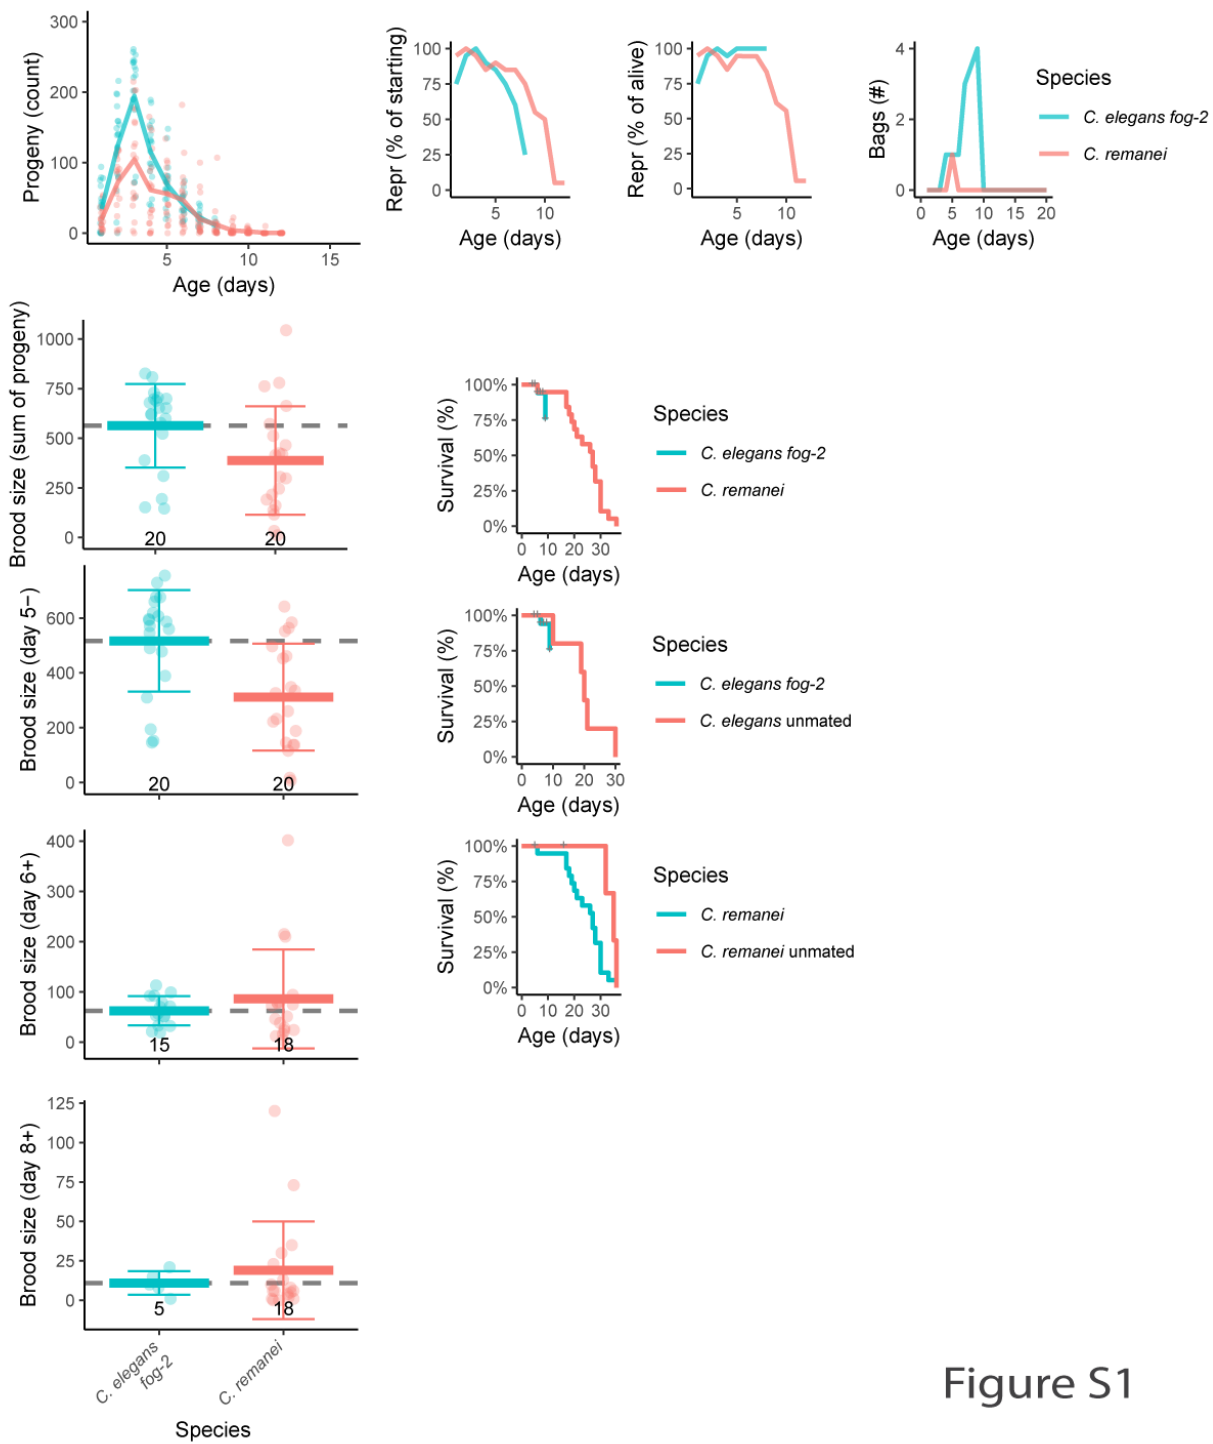 300
200
100
0
Progeny (count)
5
10
15
Age (days)
100
75
50
25
0
Repr (% of starting)
5
10
Age (days)
100
75
50
25
0
Repr (% of alive)
5
10
Age (days)
4
2
0
Bags (#)
0
5
10
15
20
Age (days)
Species
C. elegans fog-2
C. remanei
1000
750
500
250
0
Brood size (sum of progeny)
20
20
100%
75%
50%
25%
0%
Survival (%)
0
10
20
30
Age (days)
Species
C. elegans fog-2
C. remanei
600
400
200
0
Brood size (day 5−)
20
20
100%
75%
50%
25%
0%
Survival (%)
0
10
20
30
Age (days)
Species
C. elegans fog-2
C. elegans unmated
400
300
200
100
0
Brood size (day 6+)
15
18
100%
75%
50%
25%
0%
Survival (%)
0
10
20
30
Age (days)
Species
C. remanei
C. remanei unmated
125
100
75
50
25
0
Brood size (day 8+)
5
18
C. elegans
fog-2
C. remanei
Species
Figure S1